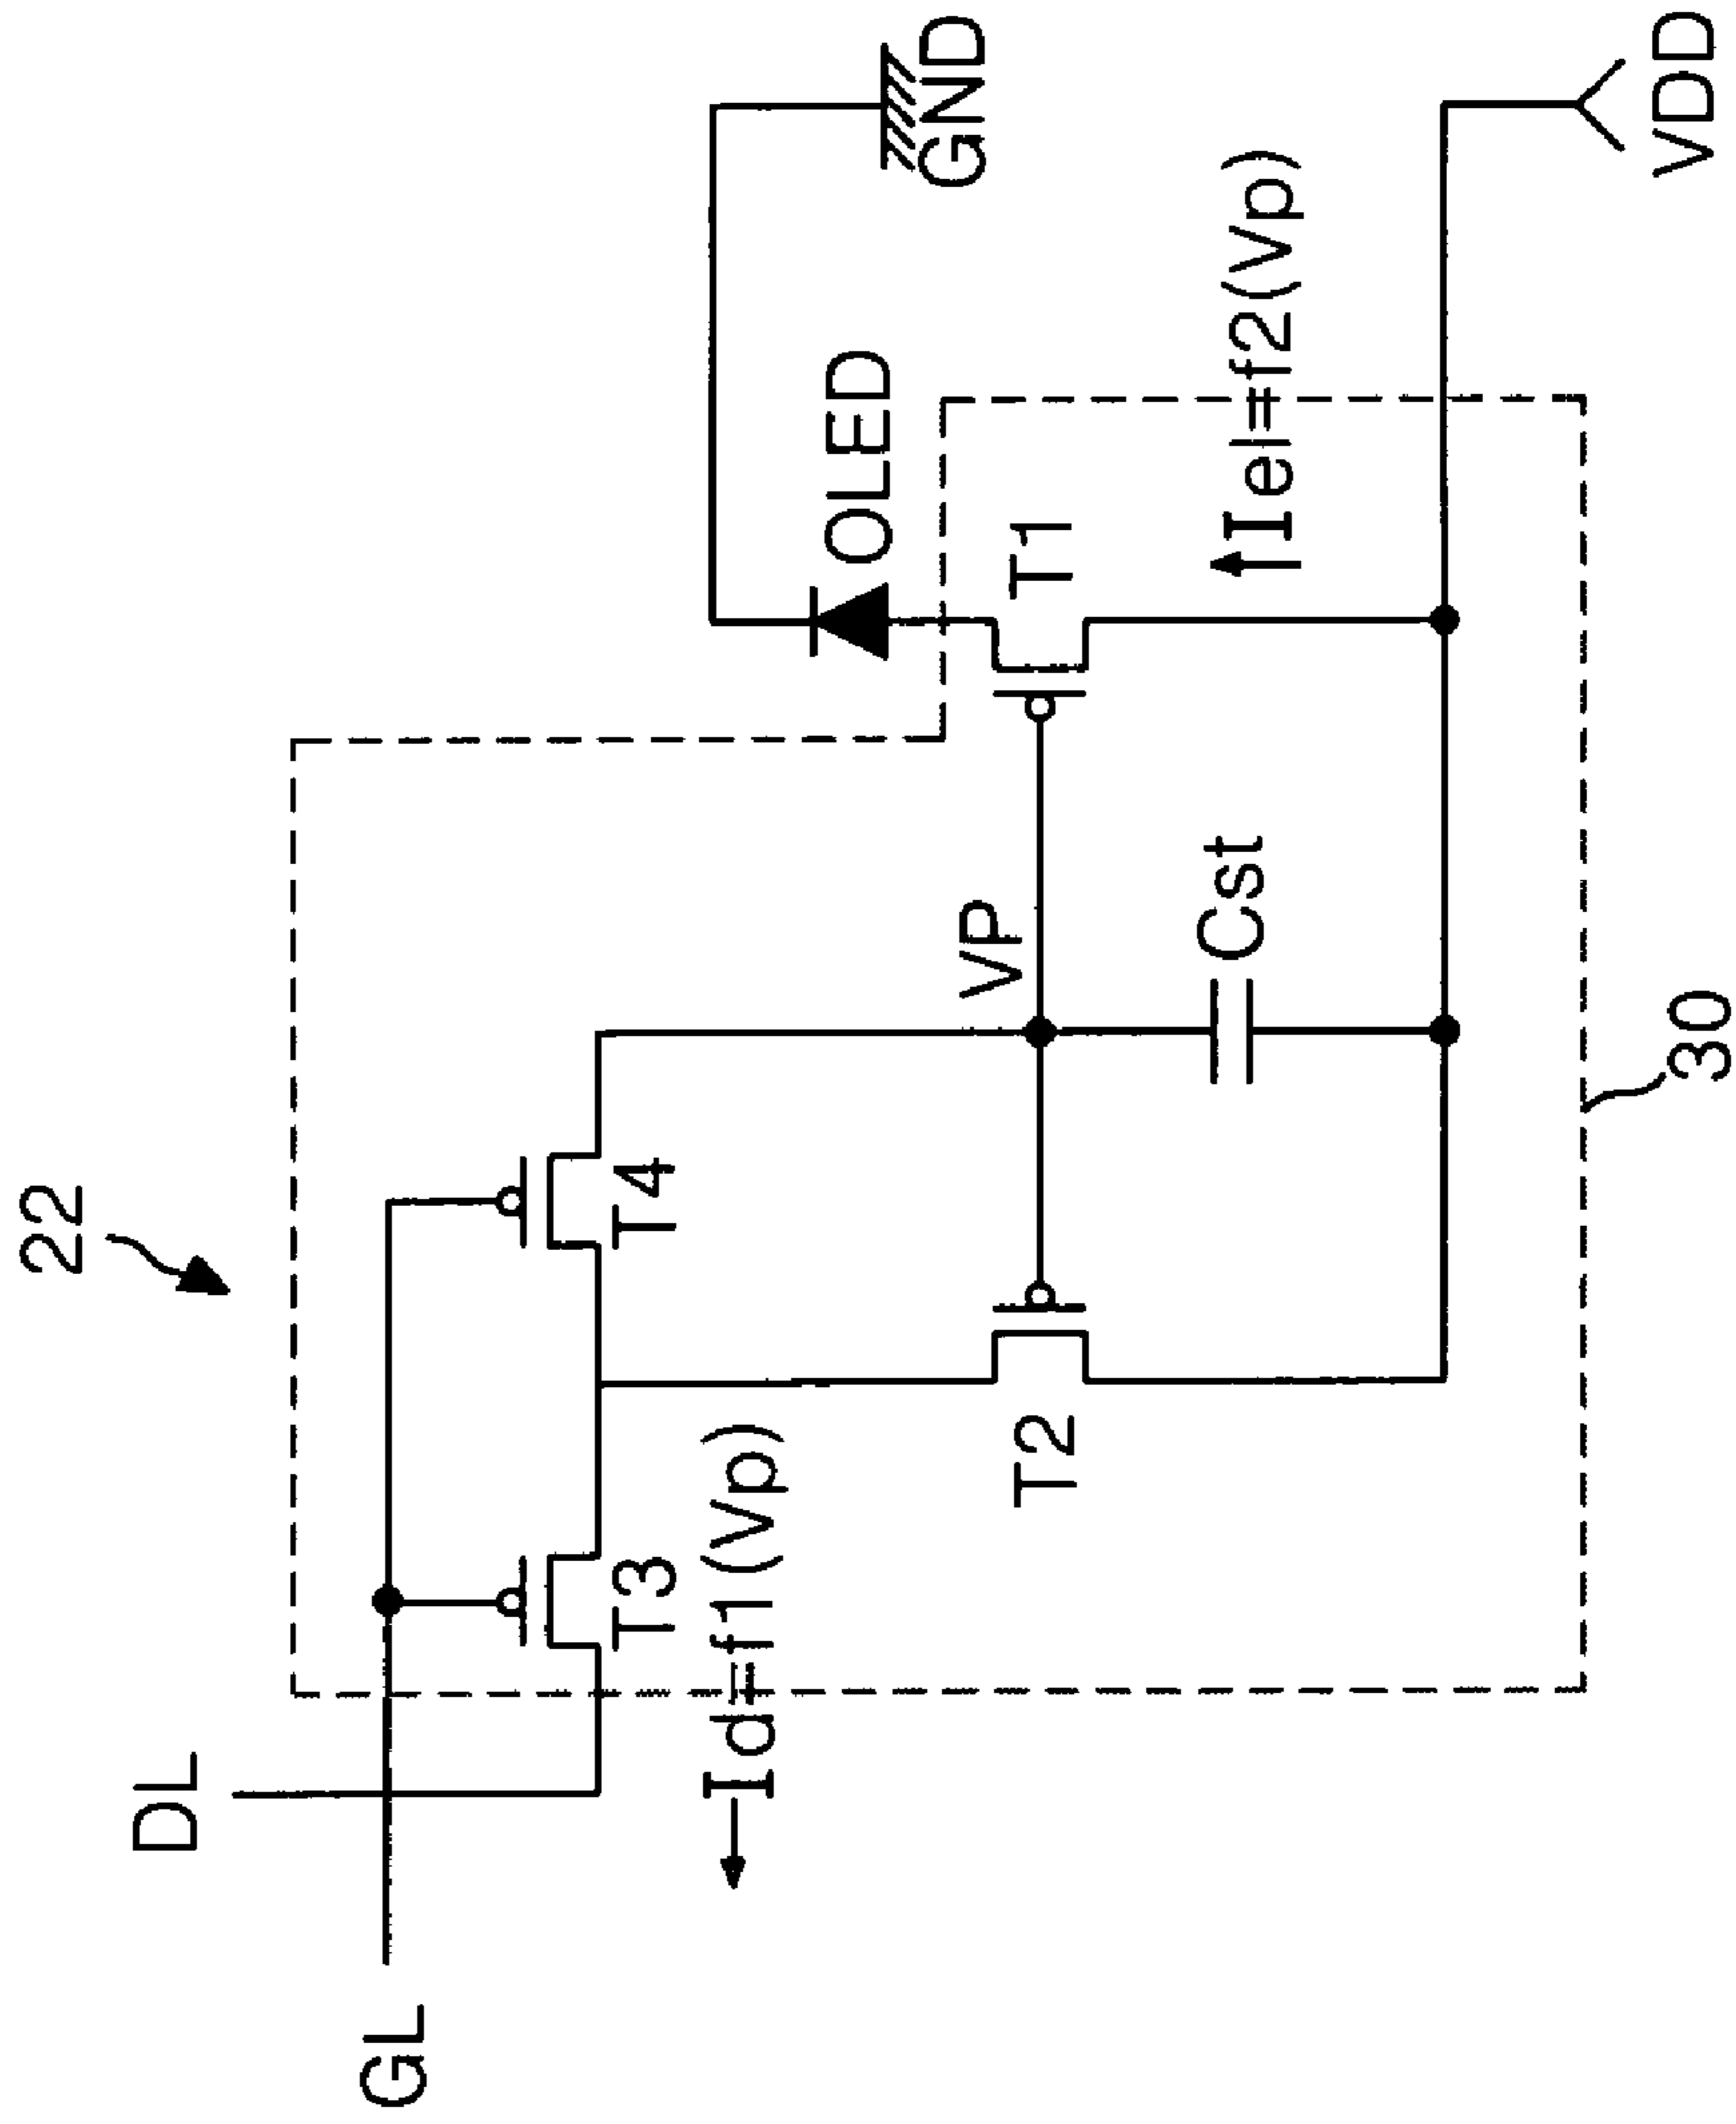 22
DL
GL
T3
T4
Id=f1(Vp)
T2
VP
Cst
OLED
T1
Iel=f2(Vp)
GND
VDD
30